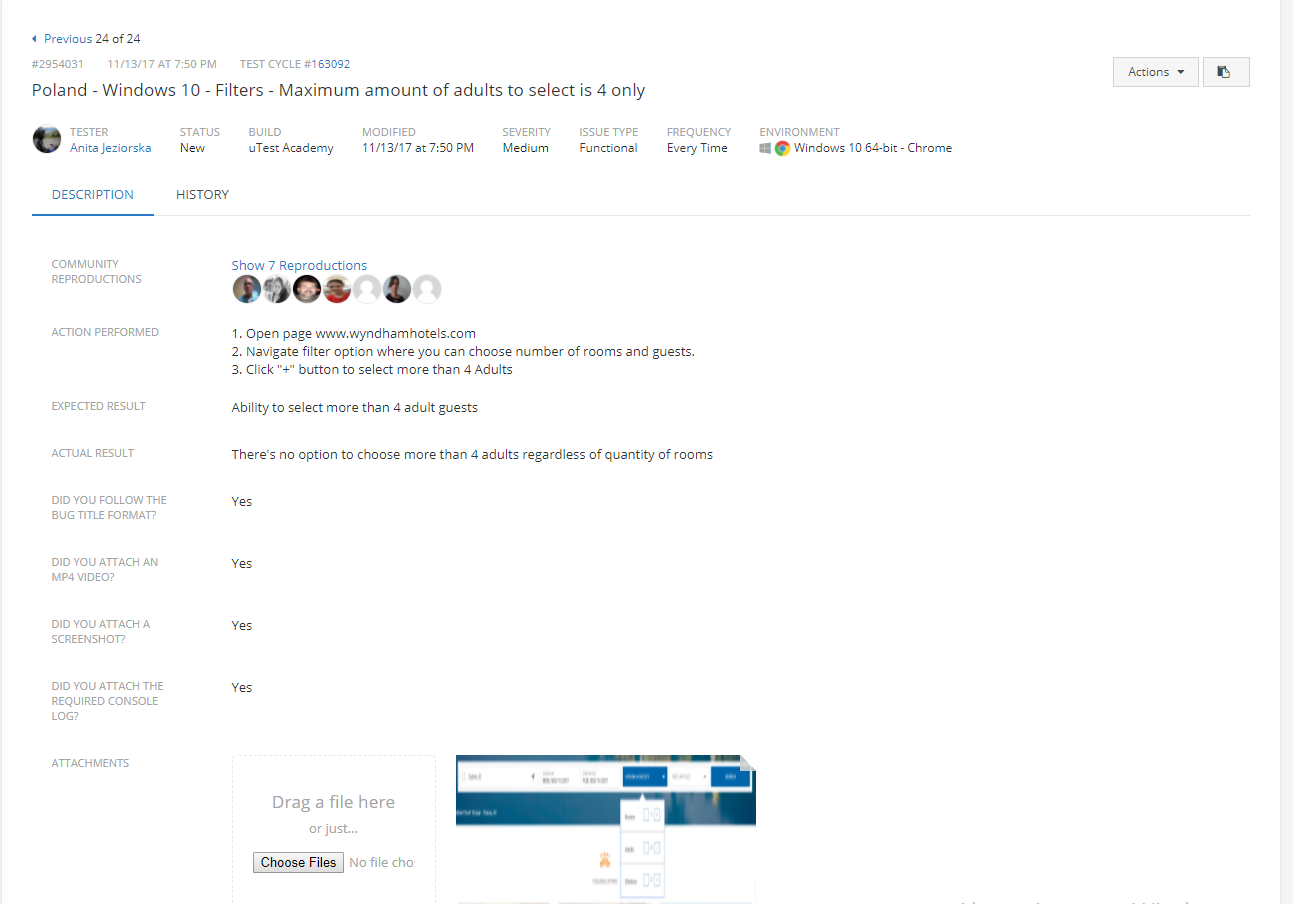 Previous 24 of 24
#2954031 11/13/17 AT 7:50 PM TEST CYCLE #163092
Actions
Poland - Windows 10 - Filters - Maximum amount of adults to select is 4 only
TESTER STATUS BUILD MODIFIED SEVERITY ISSUE TYPE FREQUENCY ENVIRONMENT
Anita Jeziorska New uTest Academy 11/13/17 at 7:50 PM Medium Functional Every Time Windows 10 64-bit - Chrome
DESCRIPTION HISTORY
COMMUNITY
REPRODUCTIONS
Show 7 Reproductions
ACTION PERFORMED
1. Open page www.wyndhamhotels.com
2. Navigate filter option where you can choose number of rooms and guests.
3. Click "+" button to select more than 4 Adults
EXPECTED RESULT
Ability to select more than 4 adult guests
ACTUAL RESULT
There's no option to choose more than 4 adults regardless of quantity of rooms
DID YOU FOLLOW THE
BUG TITLE FORMAT?
Yes
DID YOU ATTACH AN
MP4 VIDEO?
Yes
DID YOU ATTACH A
SCREENSHOT?
Yes
DID YOU ATTACH THE
REQUIRED CONSOLE
LOG?
Yes
ATTACHMENTS
Drag a file here
or just...
Choose Files No file cho